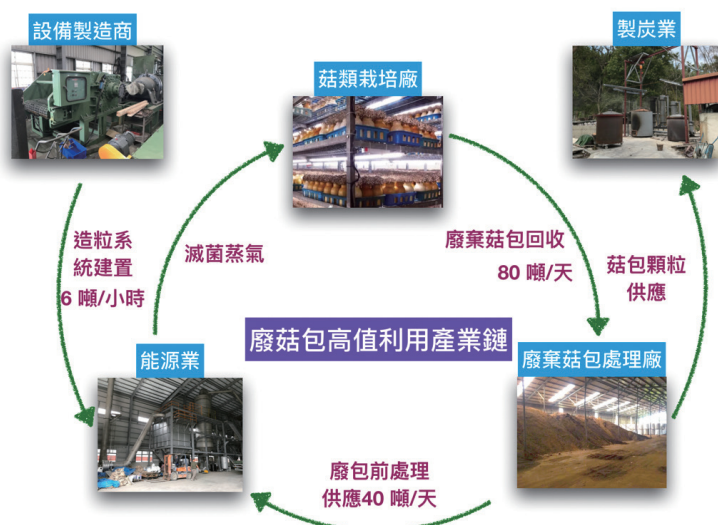 設備製造商
菇類栽培廠
製炭業
造粒系
統建置
6 噸/小時
滅菌蒸氣
廢棄菇包回收
80 噸/天
菇包顆粒
供應
廢菇包高值利用產業鏈
能源業
廢棄菇包處理廠
廢包前處理
供應40 噸/天